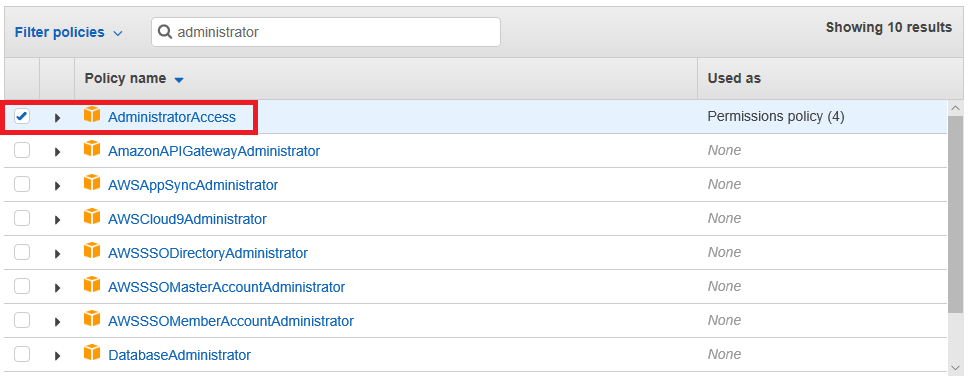 Filter policies
administrator
Showing 10 results
Policy name
Used as
AdministratorAccess
Permissions policy (4)
AmazonAPIGatewayAdministrator
None
AWSAppSyncAdministrator
None
AWSCloud9Administrator
None
AWSSSODirectoryAdministrator
None
AWSSSOMasterAccountAdministrator
None
AWSSSOMemberAccountAdministrator
None
DatabaseAdministrator
None